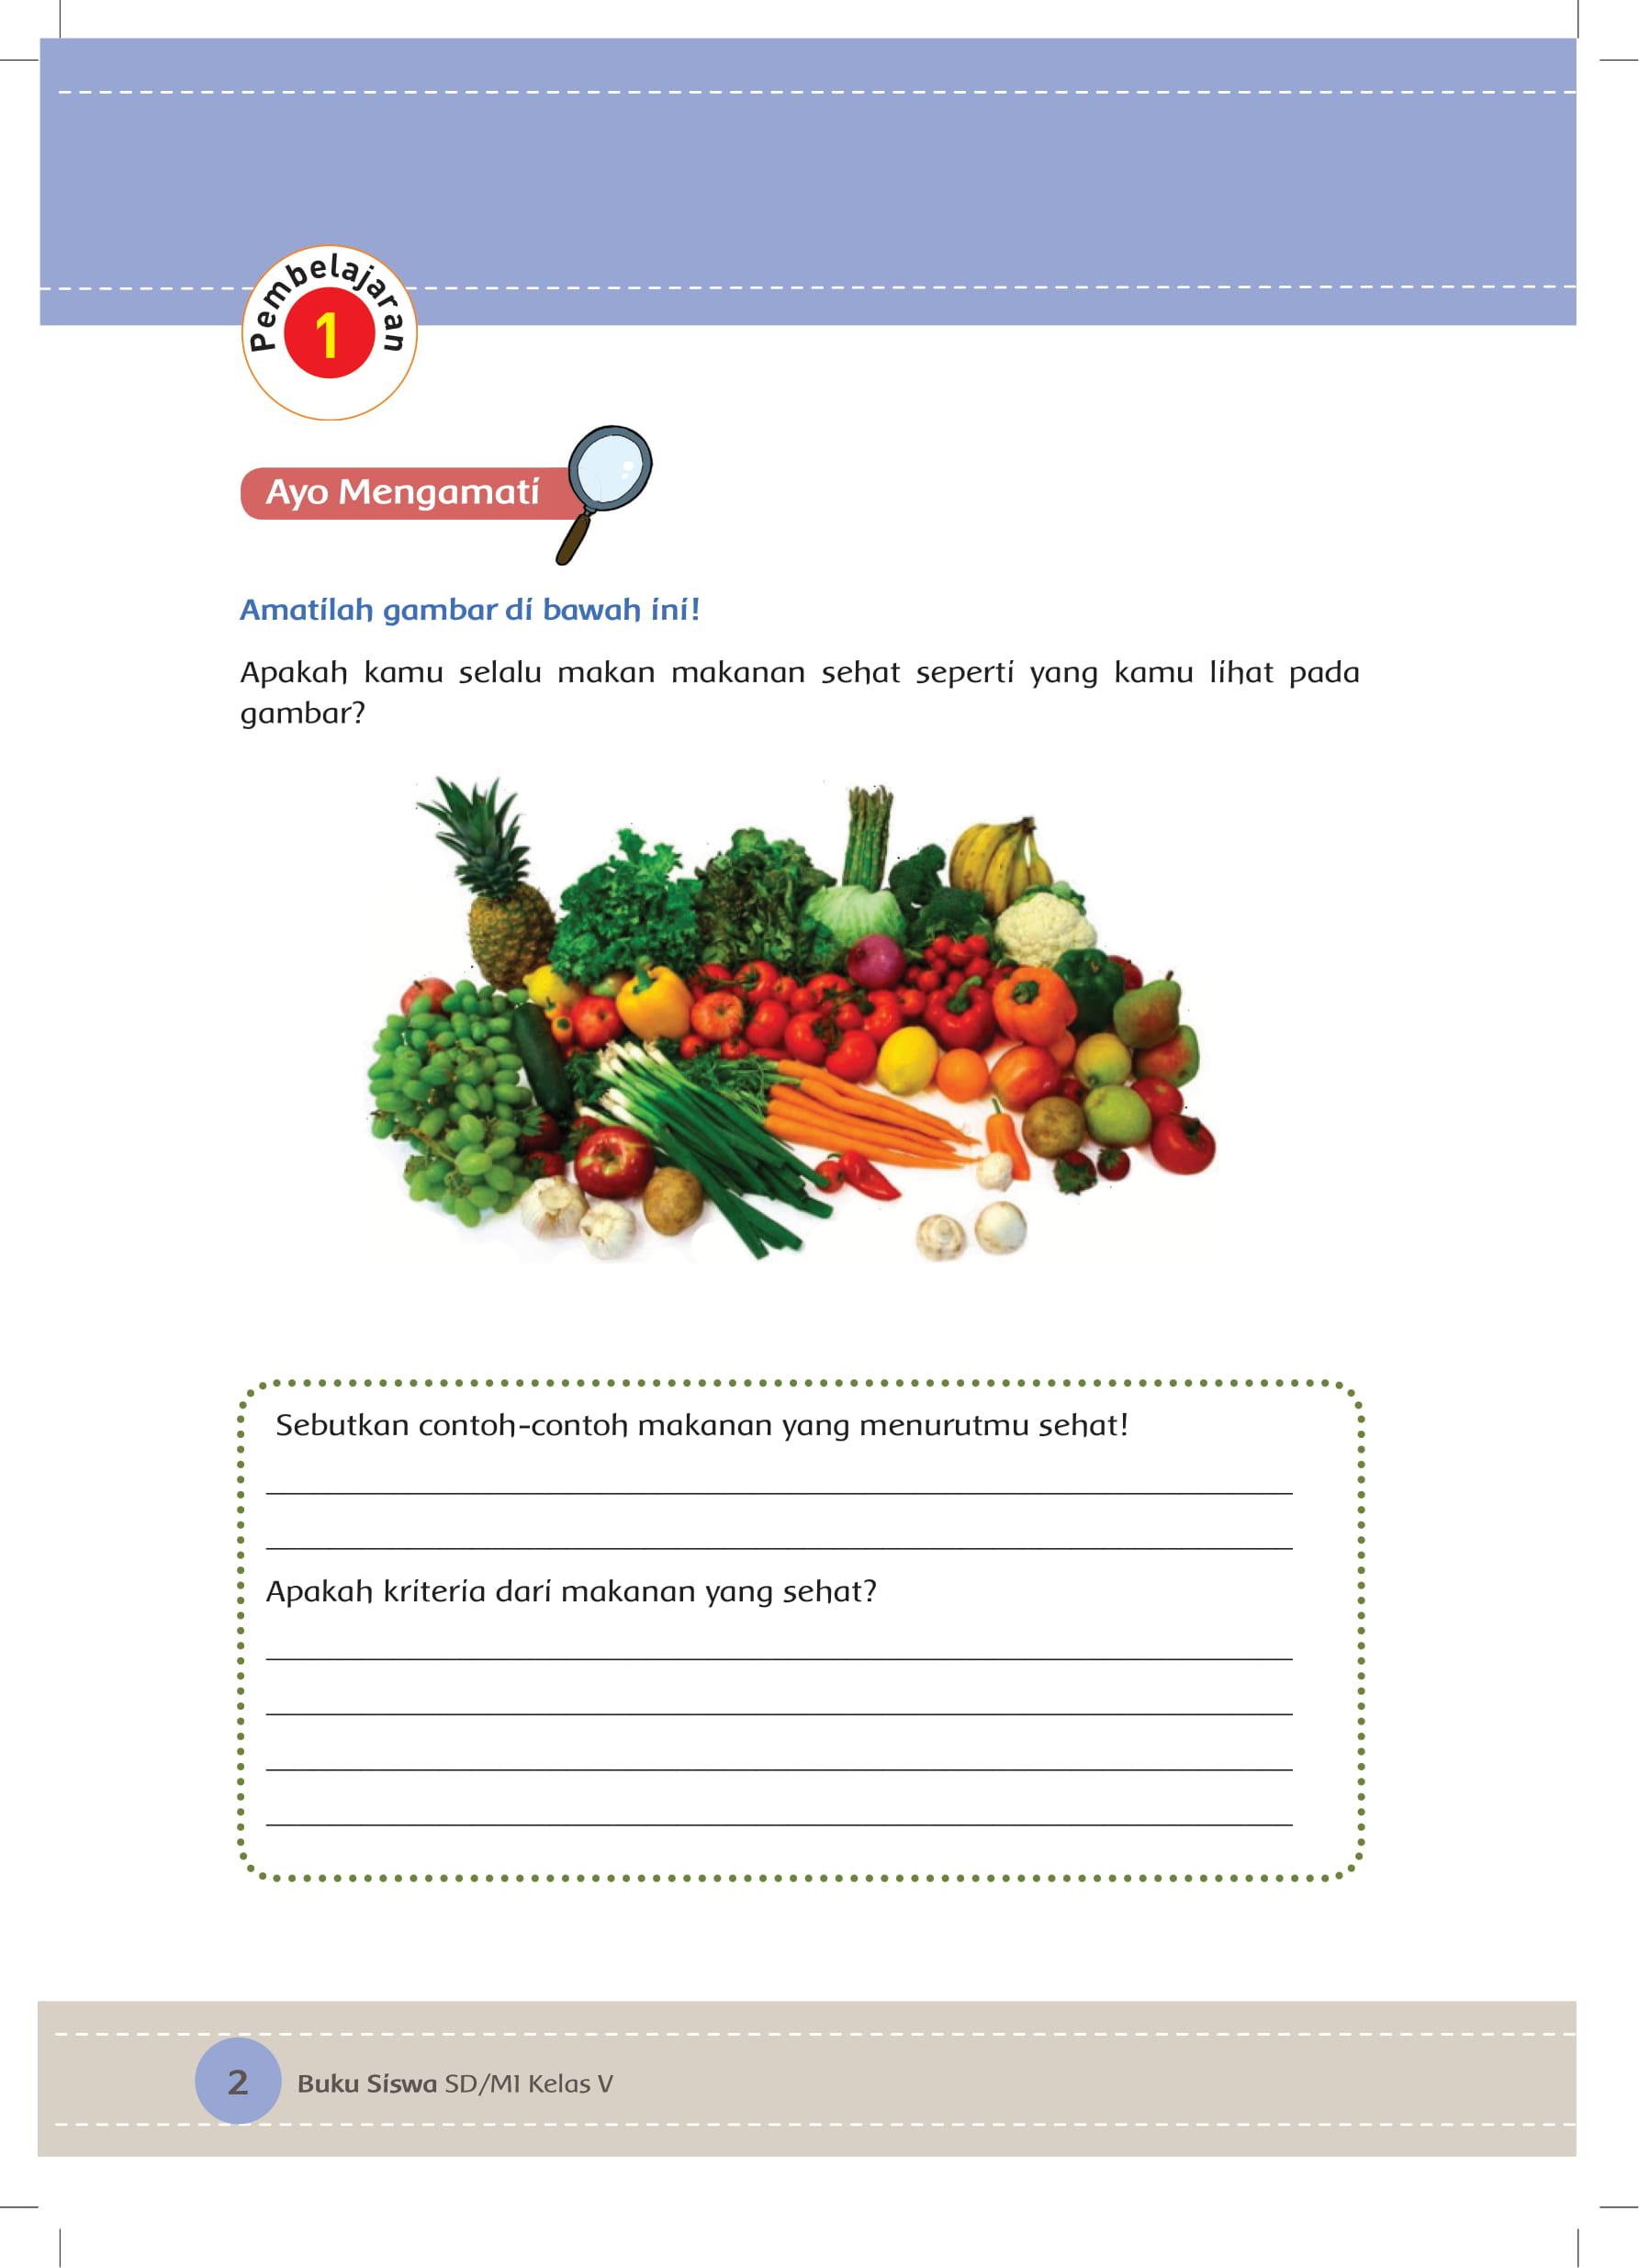 Pembelajaran
1
Ayo Mengamati
Amatilah gambar di bawah ini!
Apakah kamu selalu makan makanan sehat seperti yang kamu lihat pada
gambar?
Sebutkan contoh-contoh makanan yang menurutmu sehat!
Apakah kriteria dari makanan yang sehat?
2
Buku Siswa SD/MI Kelas V